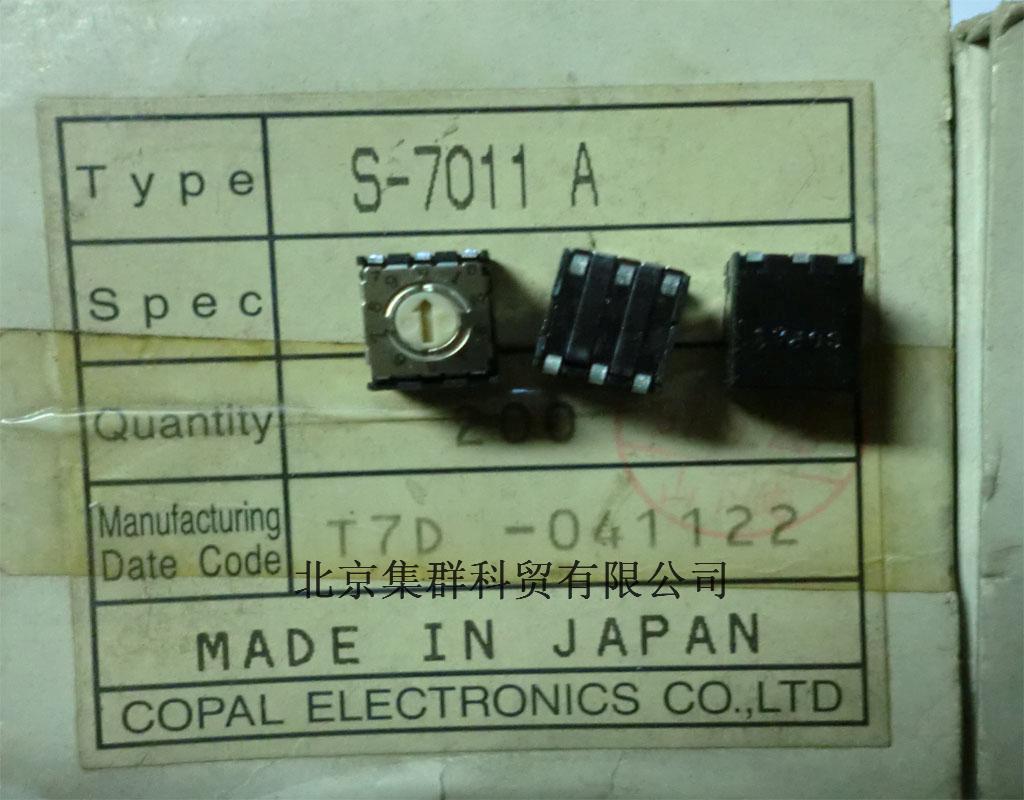 Type S-7011 A
Spec
Quantity 200
Manufacturing
Date Code T7D -041122
北京集群科贸有限公司
MADE IN JAPAN
COPAL ELECTRONICS CO.,LTD